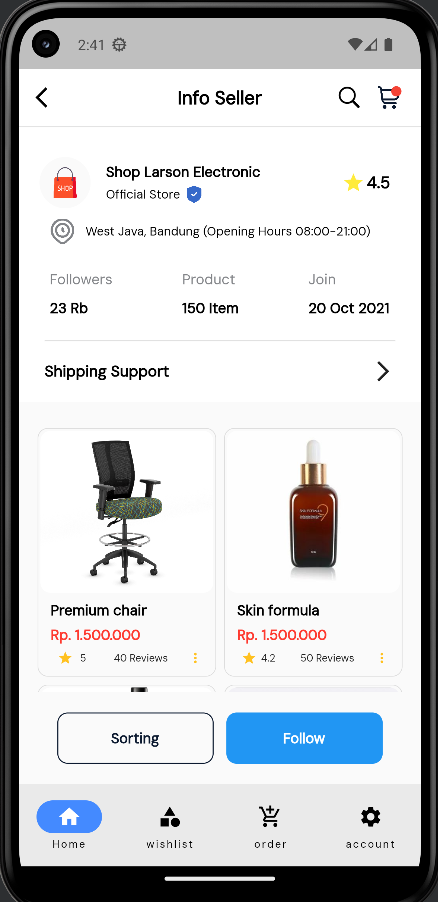 2:41
Info Seller
SHOP
Shop Larson Electronic
4.5
Official Store
West Java, Bandung (Opening Hours 08:00-21:00)
Followers Product Join
23 Rb 150 Item 20 Oct 2021
Shipping Support
Premium chair Skin formula
Rp. 1.500.000 Rp. 1.500.000
5 40 Reviews 4.2 50 Reviews
Sorting Follow
Home wishlist order account